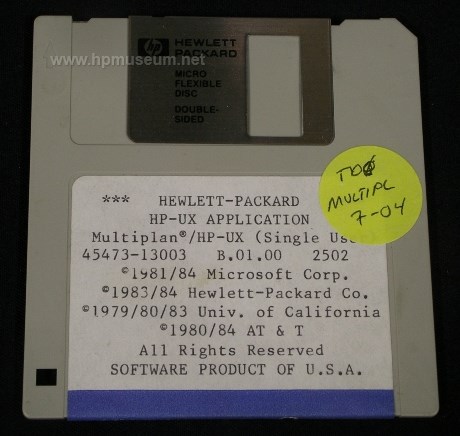 www.hpmuseum.net
hp
HEWLETT
PACKARD
MICRO
FLEXIBLE
DISC
DOUBLE-
SIDED
MULTIPL
7-04
*** HEWLETT-PACKARD
HP-UX APPLICATION
Multiplan®/HP-UX (Single Use
45473-13003 B.01.00 2502
©1981/84 Microsoft Corp.
©1983/84 Hewlett-Packard Co.
©1979/80/83 Univ. of California
©1980/84 AT & T
All Rights Reserved
SOFTWARE PRODUCT OF U.S.A.